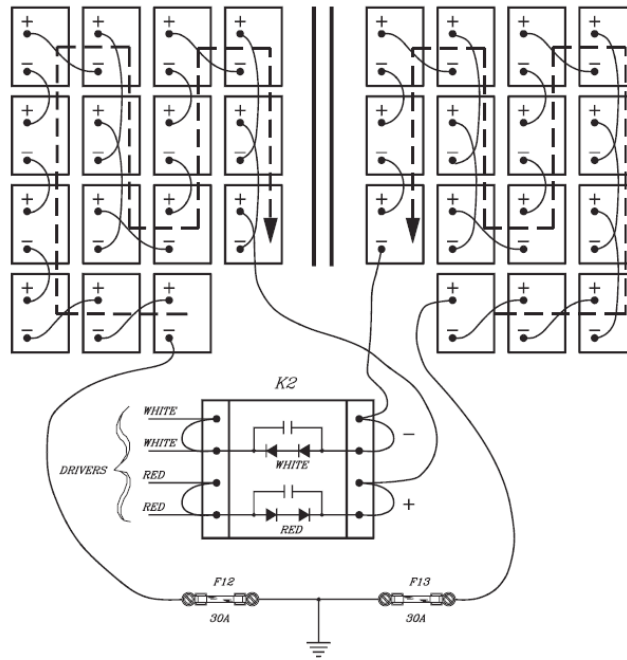 + + + + + + + +
− − − − − − − −
+ + + + + + + +
− − − − − − − −
+ + + + + + + +
− − − − − − − −
+ + + + + +
− − − − − −
K2
WHITE
−
WHITE
WHITE
DRIVERS
RED
+
RED
RED
F12
F13
30A
30A